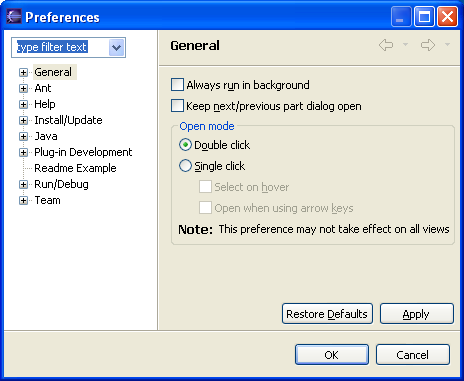 Preferences
type filter text
General
Ant
Help
Install/Update
Java
Plug-in Development
Readme Example
Run/Debug
Team
General
Always run in background
Keep next/previous part dialog open
Open mode
Double click
Single click
Select on hover
Open when using arrow keys
Note: This preference may not take effect on all views
Restore Defaults Apply
OK Cancel